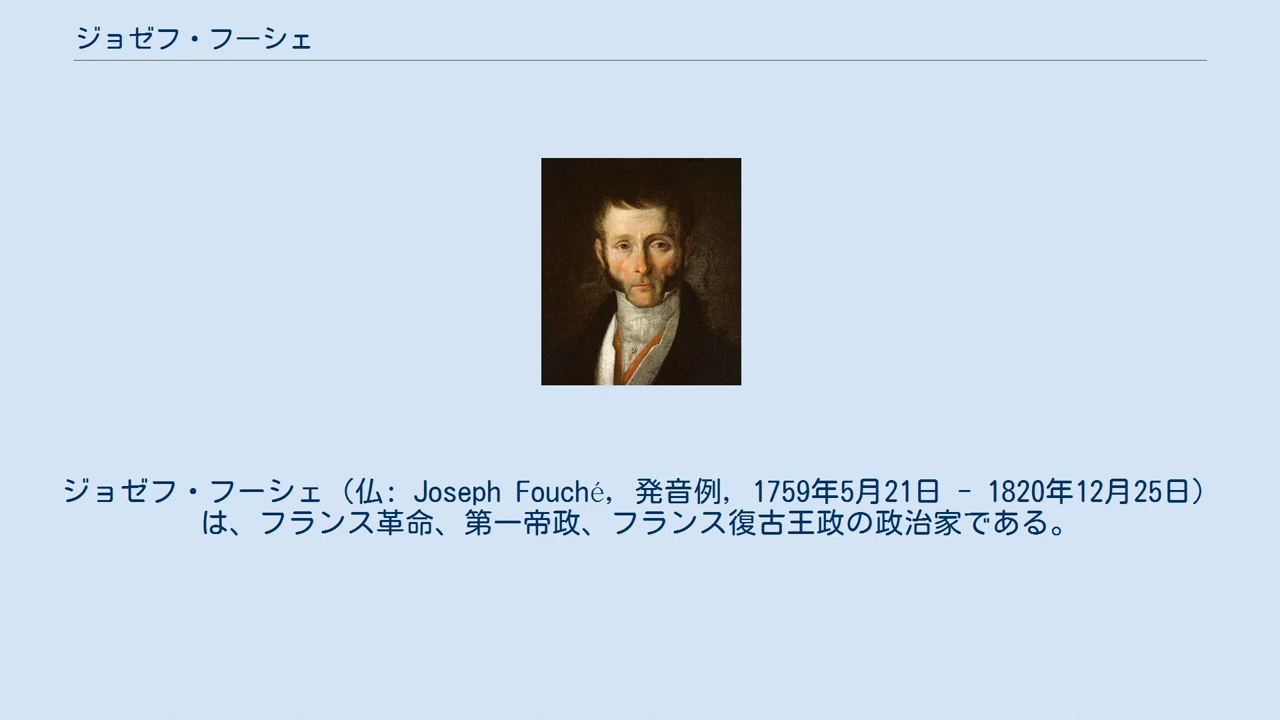 ジョゼフ・フーシェ
ジョゼフ・フーシェ（仏: Joseph Fouché, 発音例, 1759年5月21日 - 1820年12月25日）
は、フランス革命、第一帝政、フランス復古王政の政治家である。